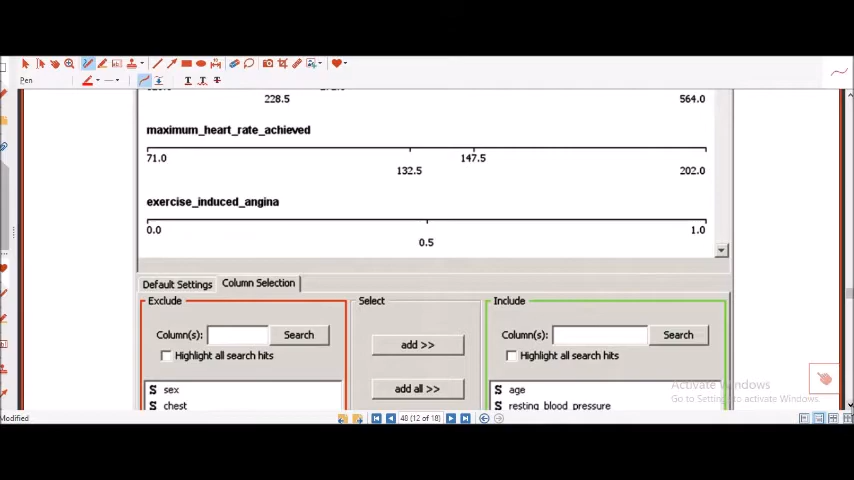 Pen
228.5
564.0
maximum_heart_rate_achieved
71.0
147.5
132.5
202.0
exercise_induced_angina
0.0
1.0
0.5
Default Settings
Column Selection
Exclude
Select
Include
Column(s):
Search
add >>
Column(s):
Search
Highlight all search hits
Highlight all search hits
add all >>
S sex
S age
S chest
S resting blood pressure
Activate Windows
Go to Settings to activate Windows.
Modified
48 (12 of 18)